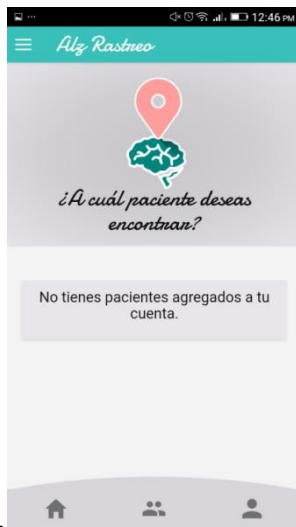 12:46 PM
Alz Rastreo
¿A cuál paciente deseas
encontrar?
No tienes pacientes agregados a tu
cuenta.